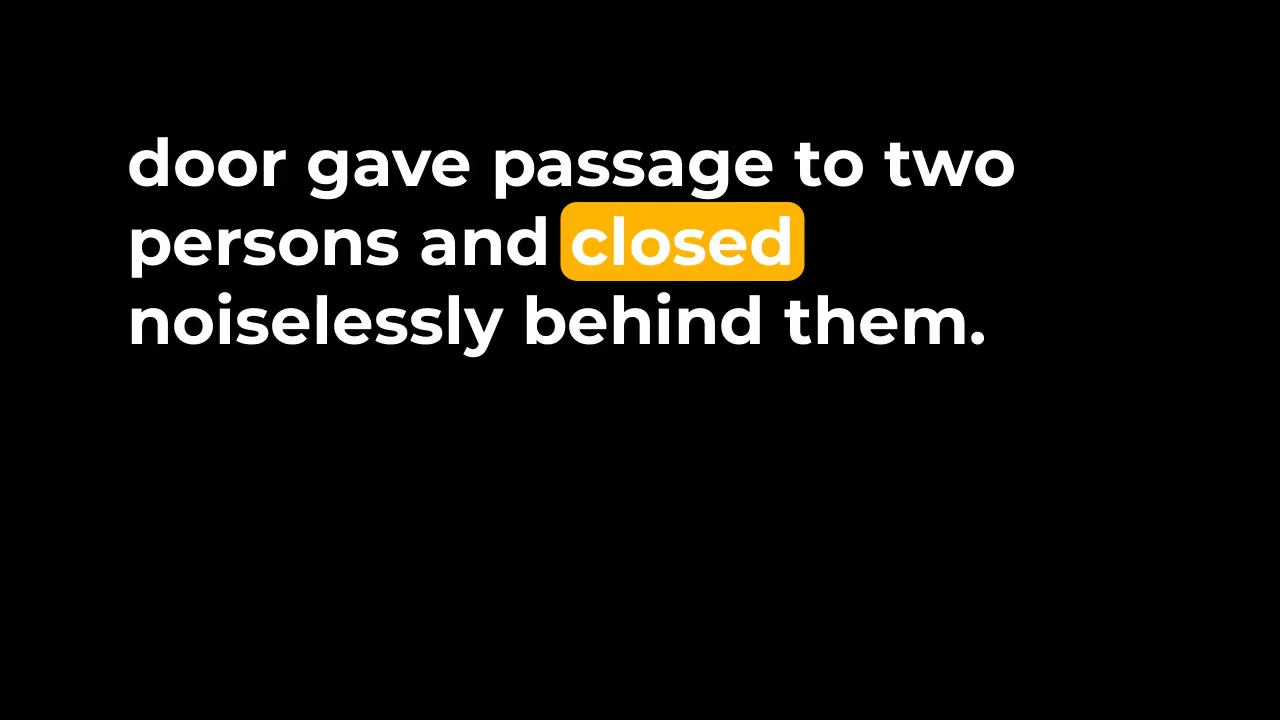 door gave passage to two
persons and closed
noiselessly behind them.